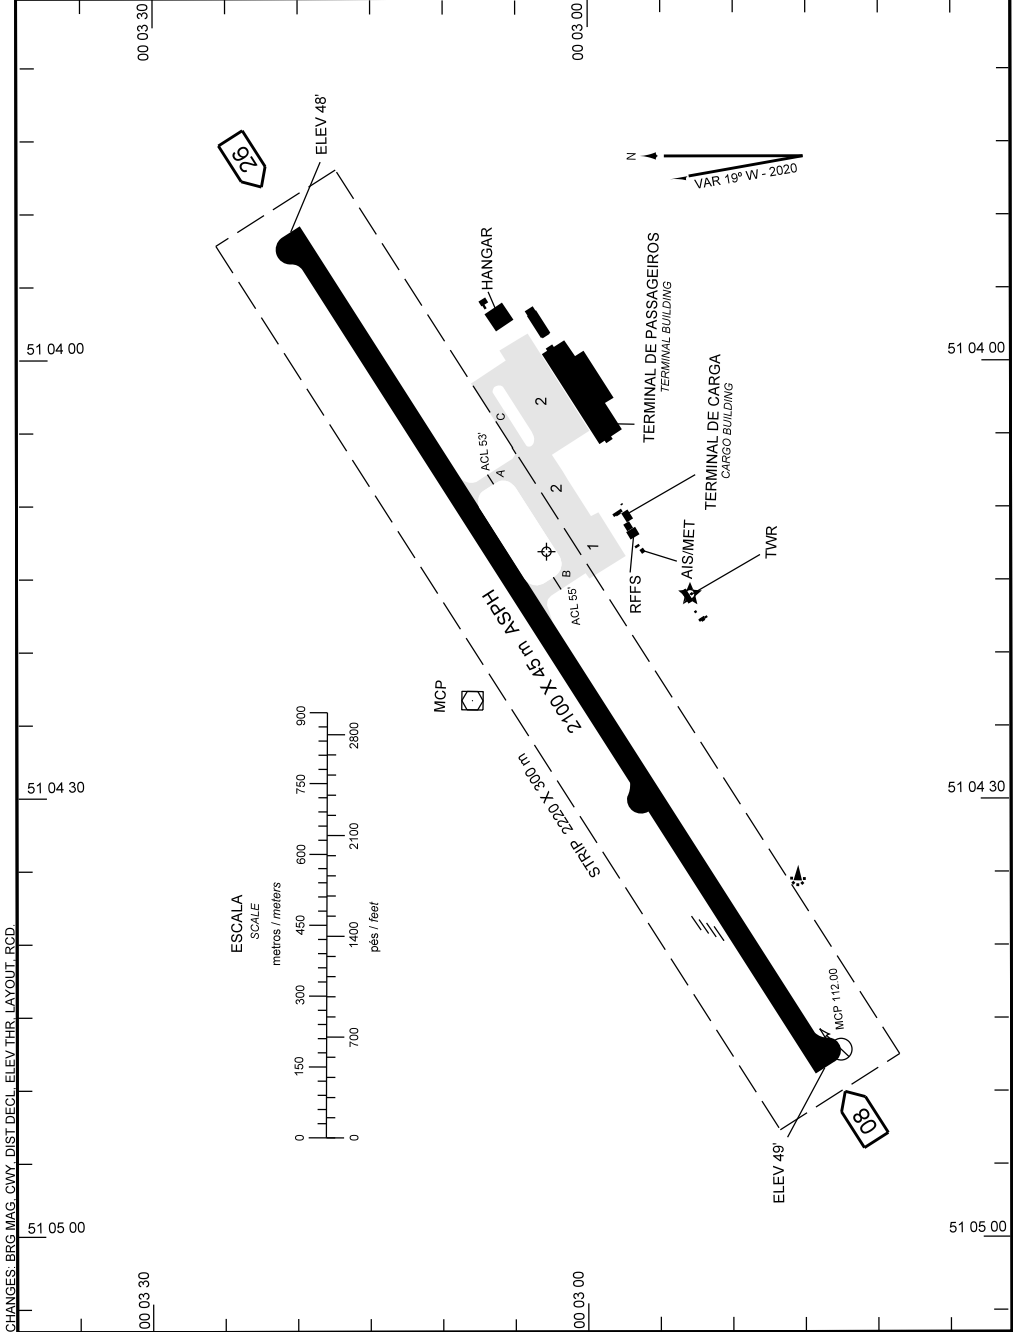 CHANGES: BRG MAG, CWY, DIST DECL, ELEV THR, LAYOUT, RCD.
00 03 30
00 03 00
26
ELEV 48'
N
VAR 19º W - 2020
HANGAR
TERMINAL DE PASSAGEIROS
TERMINAL BUILDING
51 04 00
51 04 00
TERMINAL DE CARGA
CARGO BUILDING
2
C
ACL 53'
A
2
1
B
ACL 55'
RFFS
AIS/MET
TWR
2100 X 45 m ASPH
MCP
STRIP 2220 X 300 m
51 04 30
51 04 30
ESCALA
SCALE
metros / meters
0 150 300 450 600 750 900
0 700 1400 2100 2800
pés / feet
MCP 112.00
08
ELEV 49'
51 05 00
51 05 00
00 03 30
00 03 00